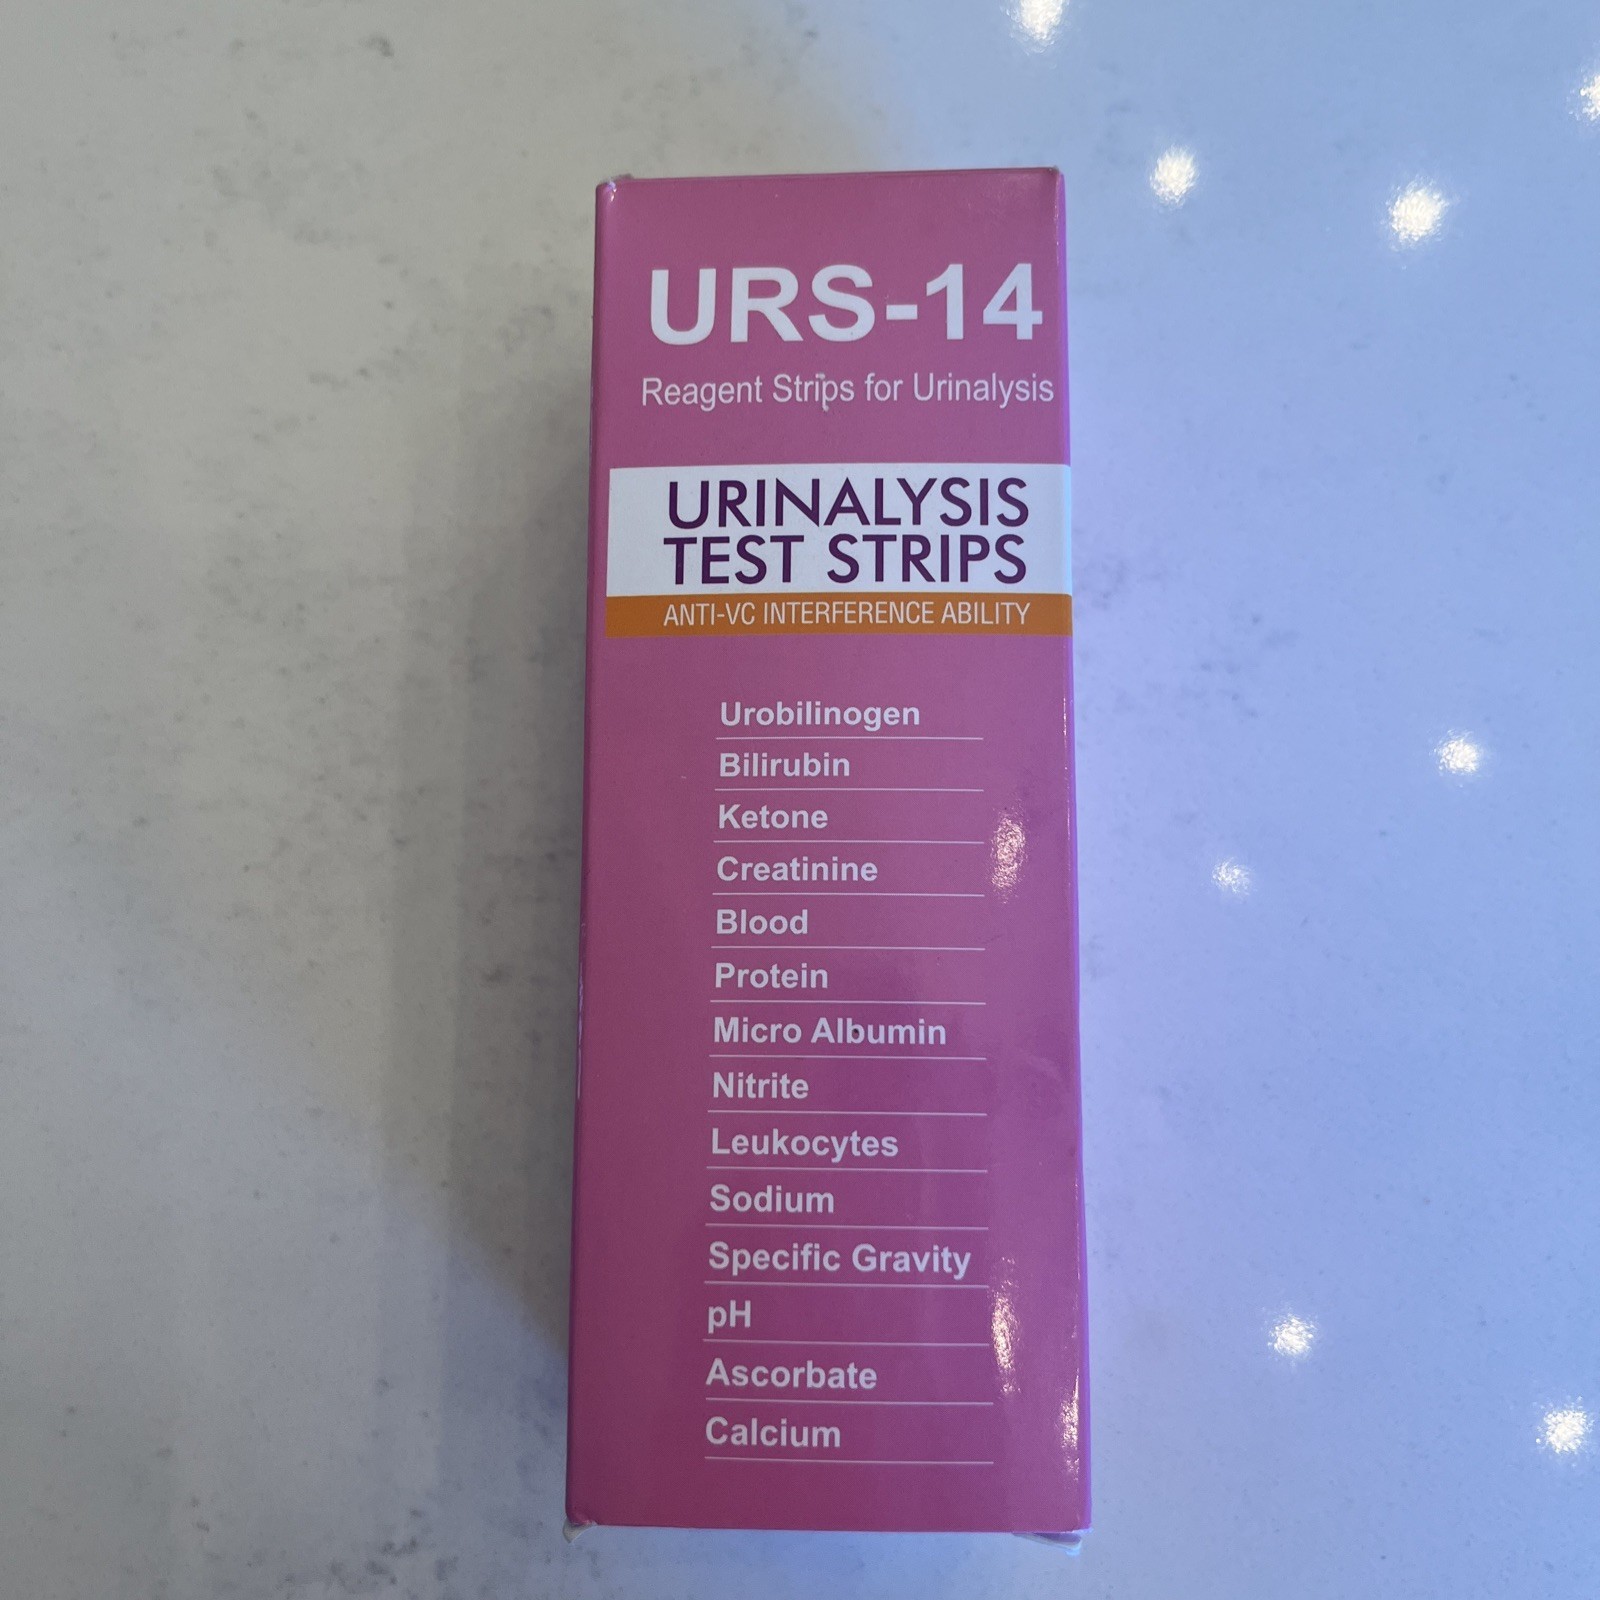 URS-14
Reagent Strips for Urinalysis
URINALYSIS
TEST STRIPS
ANTI-VC INTERFERENCE ABILITY
Urobilinogen
Bilirubin
Ketone
Creatinine
Blood
Protein
Micro Albumin
Nitrite
Leukocytes
Sodium
Specific Gravity
pH
Ascorbate
Calcium